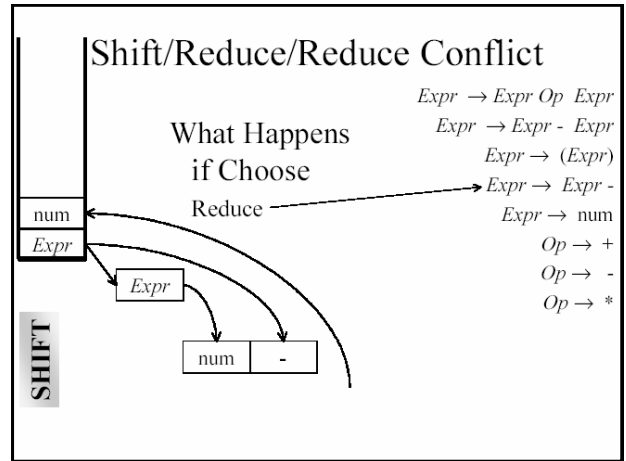 Shift/Reduce/Reduce Conflict
What Happens
if Choose
Reduce
Expr → Expr Op Expr
Expr → Expr - Expr
Expr → (Expr)
Expr → Expr -
Expr → num
Op → +
Op → -
Op → *
num
Expr
Expr
num -
SHIFT